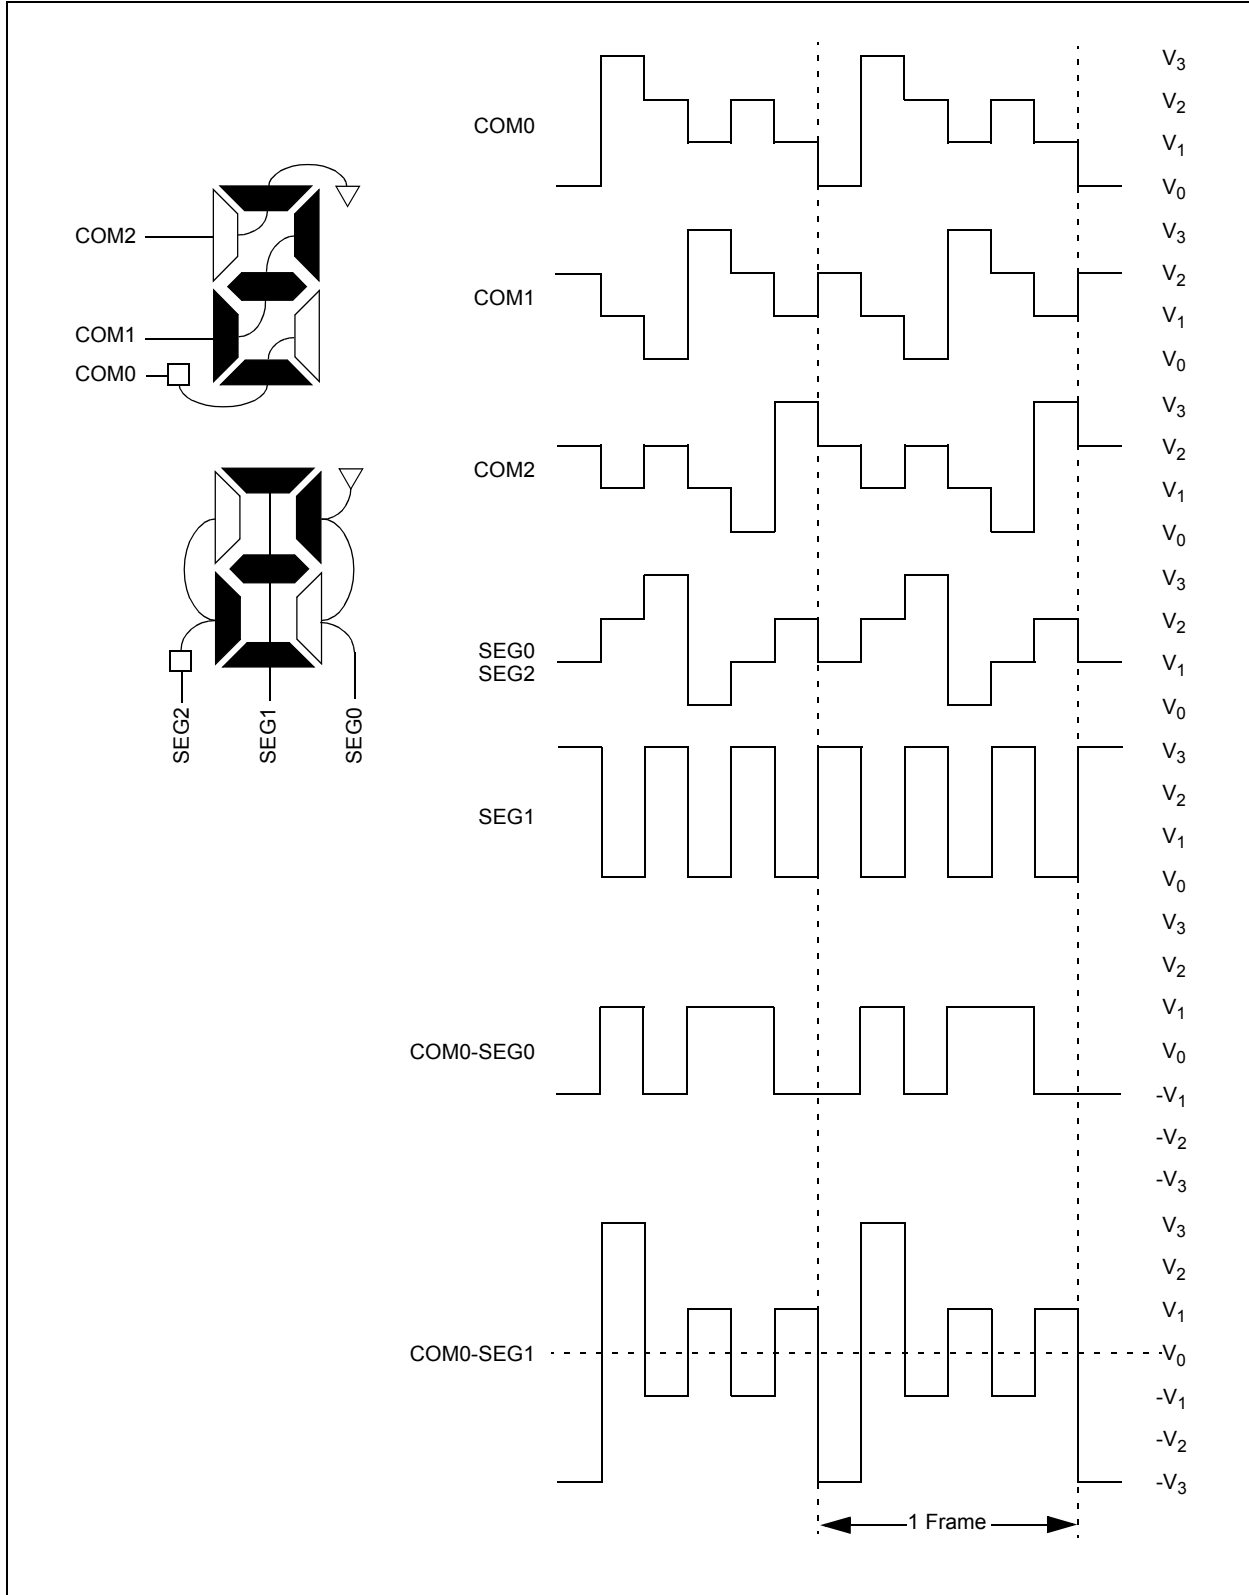 COM2
COM1
COM0
SEG2
SEG1
SEG0
COM0
V3
V2
V1
V0
COM1
V3
V2
V1
V0
COM2
V3
V2
V1
V0
SEG0
SEG2
V3
V2
V1
V0
SEG1
V3
V2
V1
V0
COM0-SEG0
V3
V2
V1
V0
-V1
-V2
-V3
COM0-SEG1
V3
V2
V1
V0
-V1
-V2
-V3
1 Frame